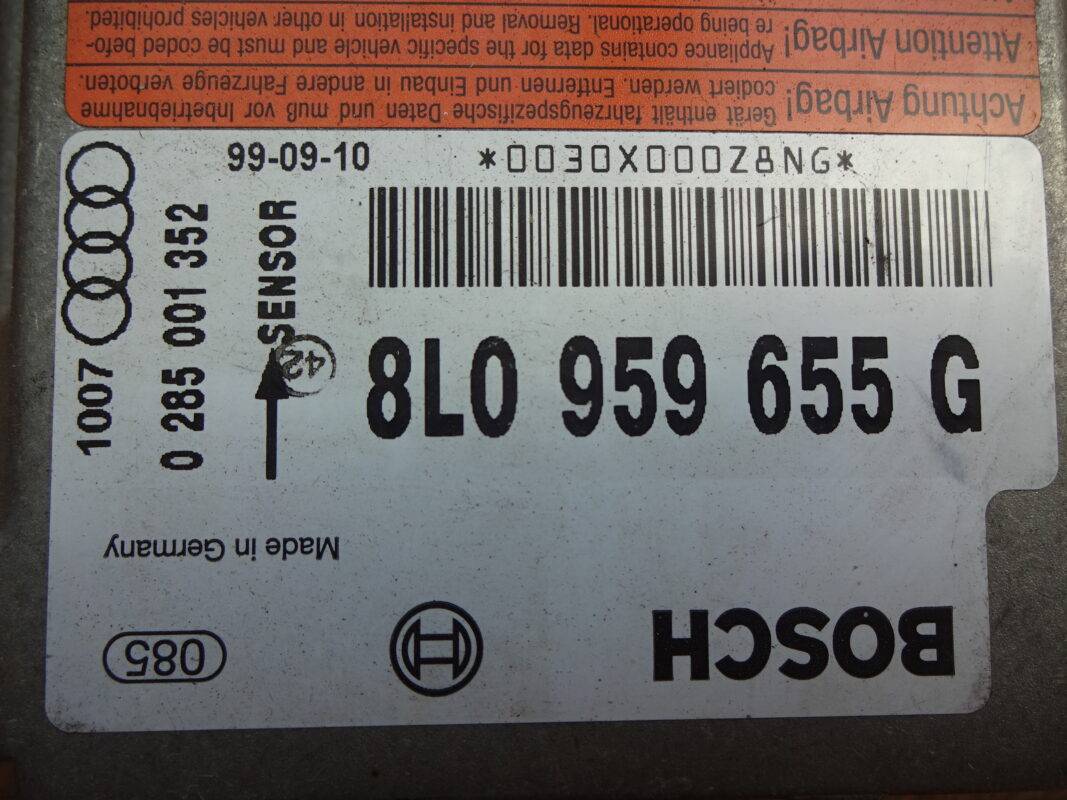 99-09-10
*0030X000Z8NG*
8L0 959 655 G
1007
0 285 001 352
SENSOR
42
Achtung Airbag!
Gerät enthält fahrzeugspezifische Daten und muß vor Inbetriebnahme
codiert werden. Entfernen und Einbau in andere Fahrzeuge verboten.
Attention Airbag!
Appliance contains data for the specific vehicle and must be coded befo-
re being operational. Removal and installation in other vehicles prohibited.
BOSCH
085
Made in Germany